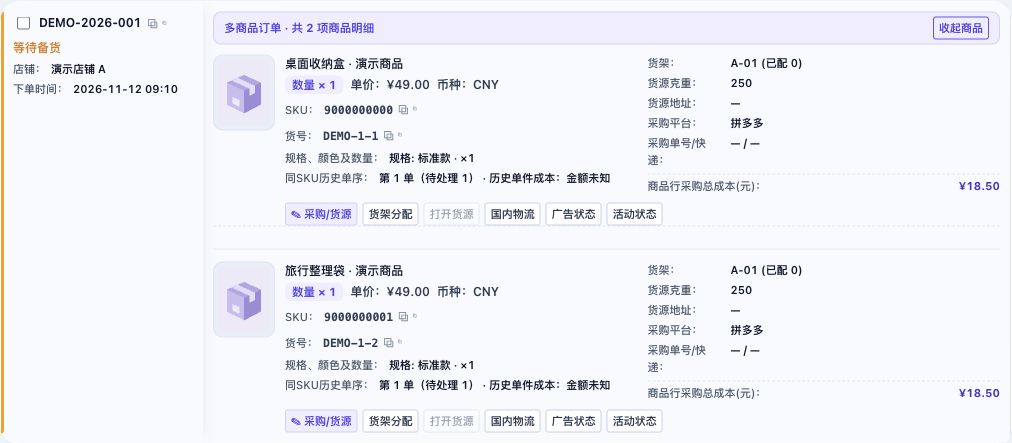 DEMO-2026-001
等待备货
店铺： 演示店铺 A
下单时间： 2026-11-12 09:10
多商品订单 · 共 2 项商品明细
收起商品
桌面收纳盒 · 演示商品
数量 × 1 单价：¥49.00 币种：CNY
SKU： 9000000000
货号： DEMO-1-1
规格、颜色及数量： 规格: 标准款 · ×1
同SKU历史单序： 第 1 单（待处理 1） · 历史单件成本：金额未知
✎ 采购/货源 货架分配 打开货源 国内物流 广告状态 活动状态
货架： A-01 (已配 0)
货源克重： 250
货源地址： —
采购平台： 拼多多
采购单号/快 — / —
递：
商品行采购总成本(元)： ¥18.50
旅行整理袋 · 演示商品
数量 × 1 单价：¥49.00 币种：CNY
SKU： 9000000001
货号： DEMO-1-2
规格、颜色及数量： 规格: 标准款 · ×1
同SKU历史单序： 第 1 单（待处理 1） · 历史单件成本：金额未知
✎ 采购/货源 货架分配 打开货源 国内物流 广告状态 活动状态
货架： A-01 (已配 0)
货源克重： 250
货源地址： —
采购平台： 拼多多
采购单号/快 — / —
递：
商品行采购总成本(元)： ¥18.50